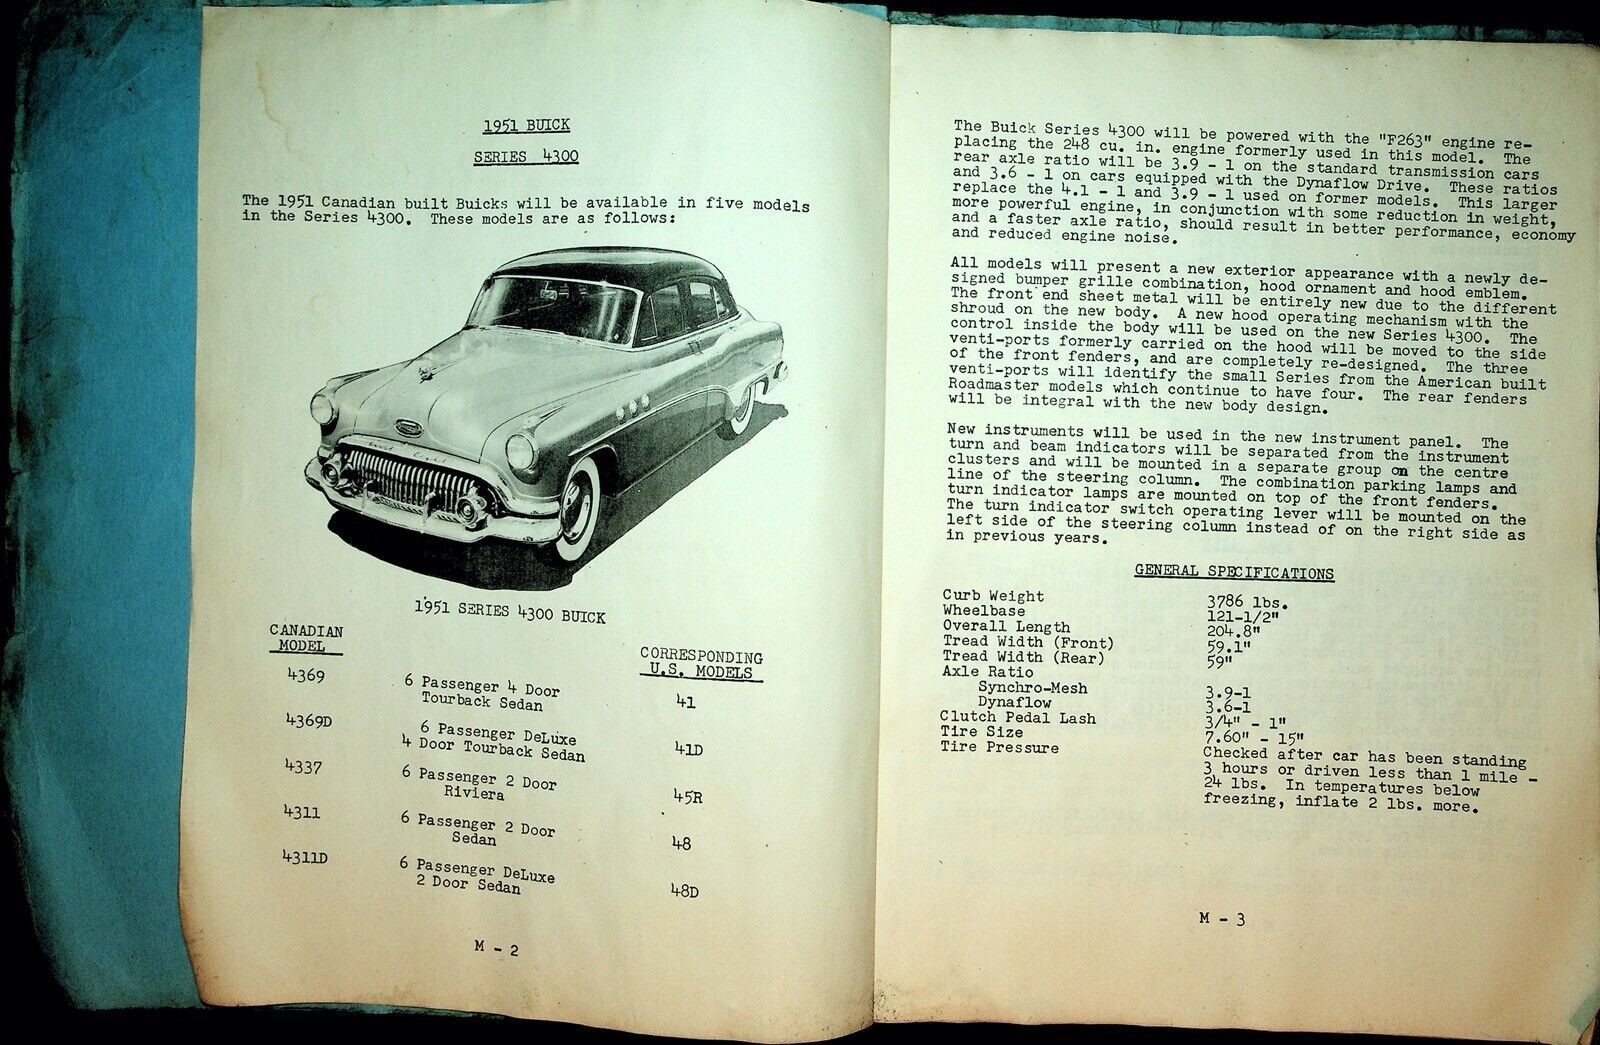 1951 BUICK
SERIES 4300
The 1951 Canadian built Buicks will be available in five models
in the Series 4300. These models are as follows:
1951 SERIES 4300 BUICK
CANADIAN MODEL
CORRESPONDING U.S. MODELS
4369 6 Passenger 4 Door 41
Tourback Sedan
4369D 6 Passenger DeLuxe 41D
4 Door Tourback Sedan
4337 6 Passenger 2 Door 45R
Riviera
4311 6 Passenger 2 Door 48
Sedan
4311D 6 Passenger DeLuxe 48D
2 Door Sedan
M - 2
The Buick Series 4300 will be powered with the "F263" engine re-
placing the 248 cu. in. engine formerly used in this model. The
rear axle ratio will be 3.9 - 1 on the standard transmission cars
and 3.6 - 1 on cars equipped with the Dynaflow Drive. These ratios
replace the 4.1 - 1 and 3.9 - 1 used on former models. This larger
more powerful engine, in conjunction with some reduction in weight,
and a faster axle ratio, should result in better performance, economy
and reduced engine noise.
All models will present a new exterior appearance with a newly de-
signed bumper grille combination, hood ornament and hood emblem.
The front end sheet metal will be entirely new due to the different
shroud on the new body. A new hood operating mechanism with the
control inside the body will be used on the new Series 4300. The
venti-ports formerly carried on the hood will be moved to the side
of the front fenders, and are completely re-designed. The three
venti-ports will identify the small Series from the American built
Roadmaster models which continue to have four. The rear fenders
will be integral with the new body design.
New instruments will be used in the new instrument panel. The
turn and beam indicators will be separated from the instrument
clusters and will be mounted in a separate group on the centre
line of the steering column. The combination parking lamps and
turn indicator lamps are mounted on top of the front fenders.
The turn indicator switch operating lever will be mounted on the
left side of the steering column instead of on the right side as
in previous years.
GENERAL SPECIFICATIONS
Curb Weight 3786 lbs.
Wheelbase 121-1/2"
Overall Length 204.8"
Tread Width (Front) 59.1"
Tread Width (Rear) 59"
Axle Ratio
Synchro-Mesh 3.9-1
Dynaflow 3.6-1
Clutch Pedal Lash 3/4" - 1"
Tire Size 7.60" - 15"
Tire Pressure Checked after car has been standing
3 hours or driven less than 1 mile -
24 lbs. In temperatures below
freezing, inflate 2 lbs. more.
M - 3